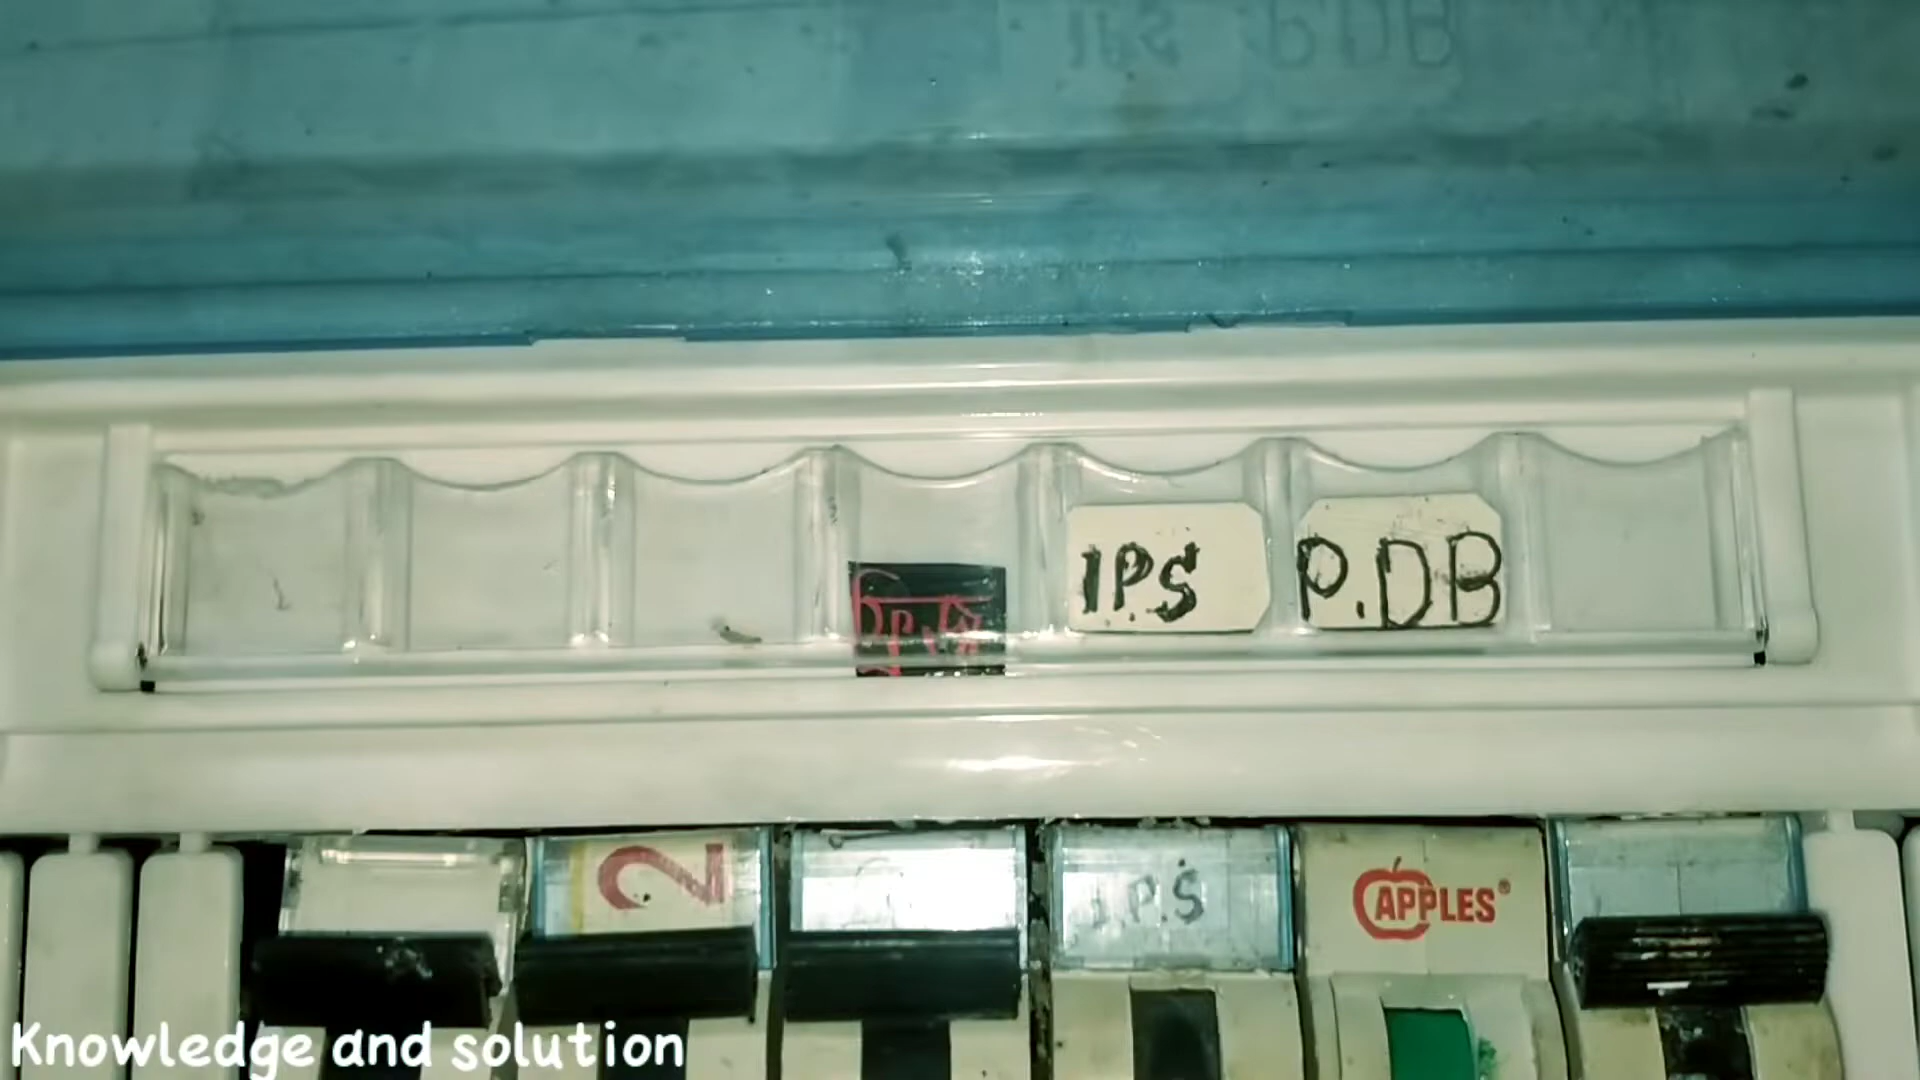 IPS P.DB
I.P.S
2
APPLES®
Knowledge and solution